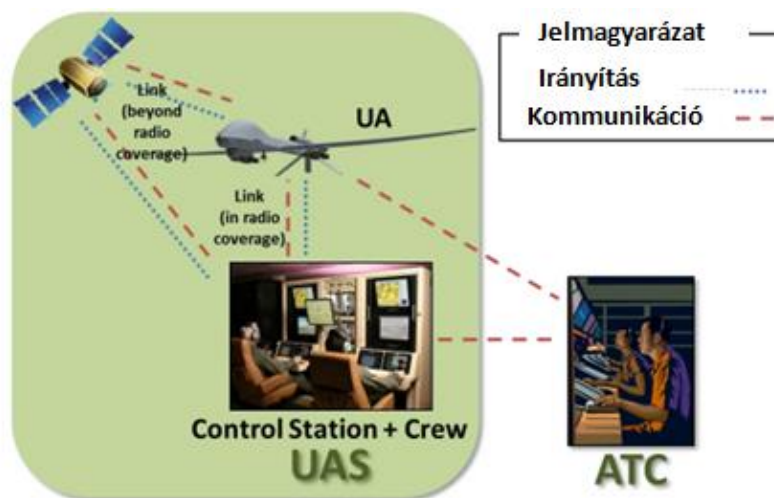 Jelmagyarázat
Irányítás
Kommunikáció
Link
(beyond
radio
coverage)
UA
Link
(in radio
coverage)
Control Station + Crew
UAS
ATC